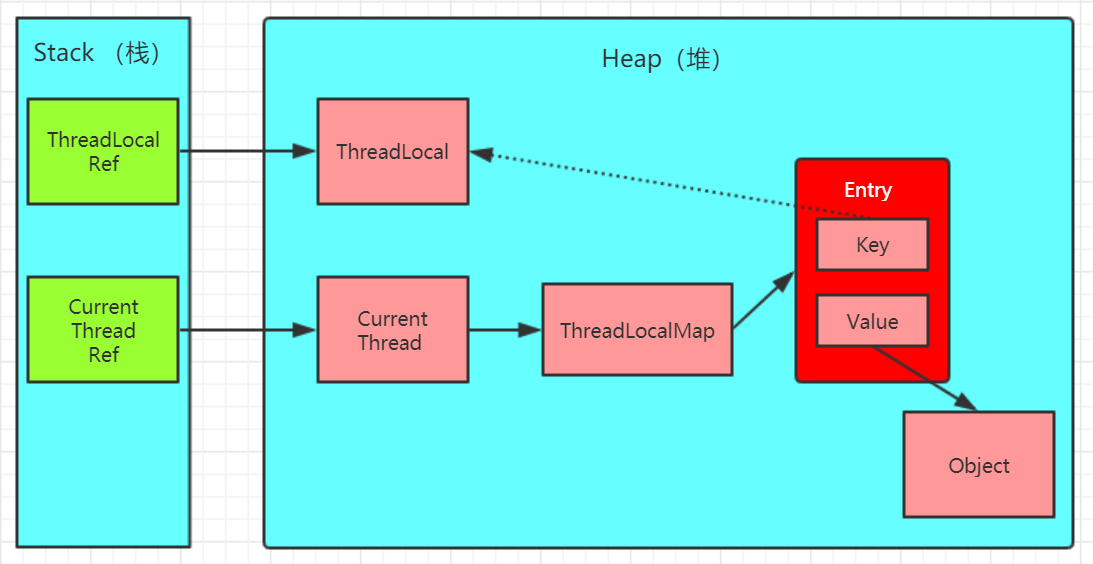 Stack （栈）
Heap（堆）
ThreadLocal
Ref
ThreadLocal
Entry
Key
Current
Thread
Ref
Current
Thread
ThreadLocalMap
Value
Object